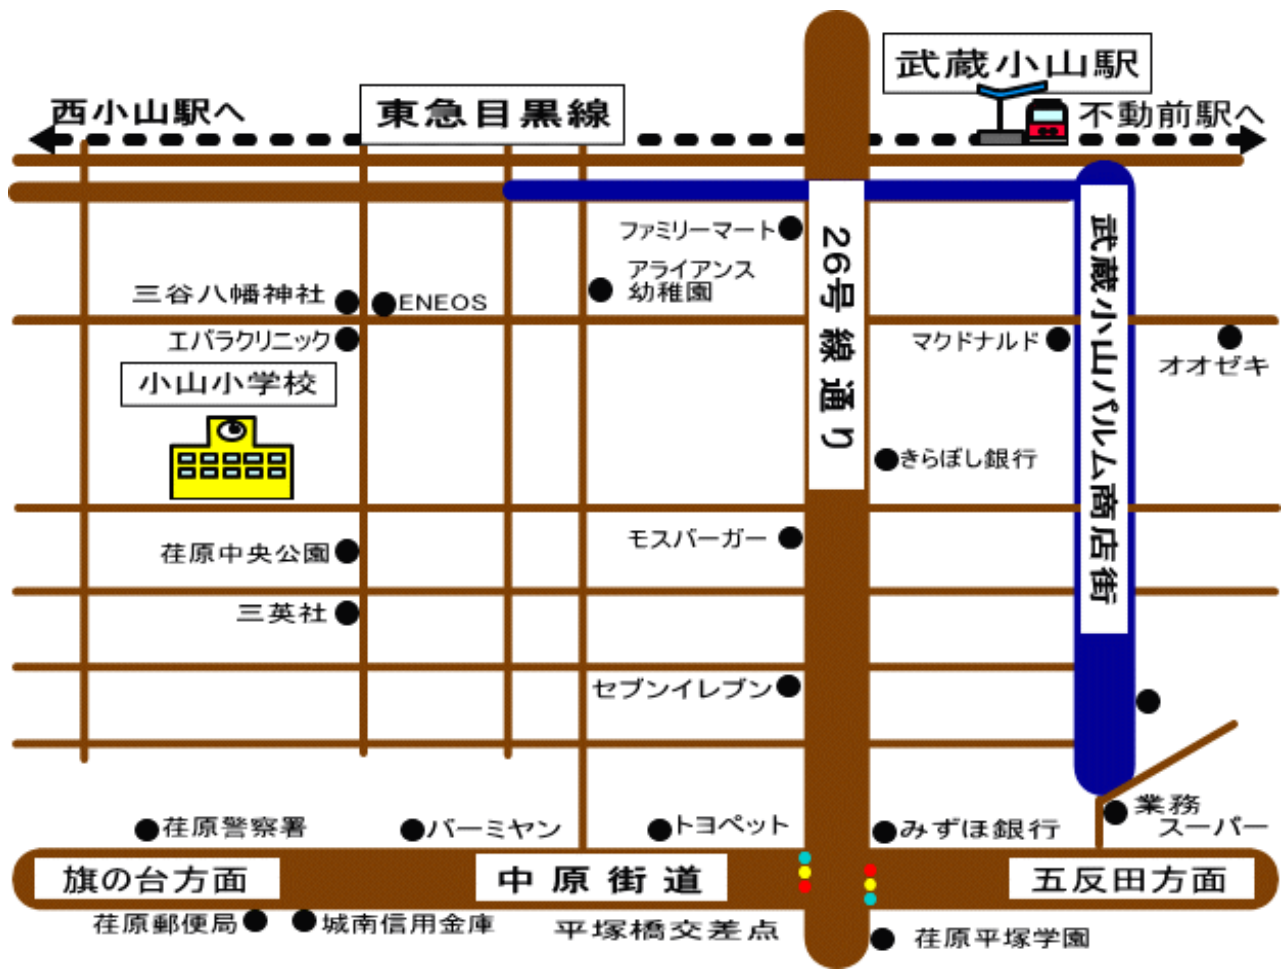 武蔵小山駅
西小山駅へ
東急目黒線
不動前駅へ
ファミリーマート
26号線通り
武蔵小山パルム商店街
アライアンス
幼稚園
三谷八幡神社
ENEOS
エバラクリニック
マクドナルド
オオゼキ
小山小学校
きらぼし銀行
モスバーガー
荏原中央公園
三英社
セブンイレブン
業務
スーパー
荏原警察署
バーミヤン
トヨペット
みずほ銀行
旗の台方面
中原街道
五反田方面
荏原郵便局
城南信用金庫
平塚橋交差点
荏原平塚学園